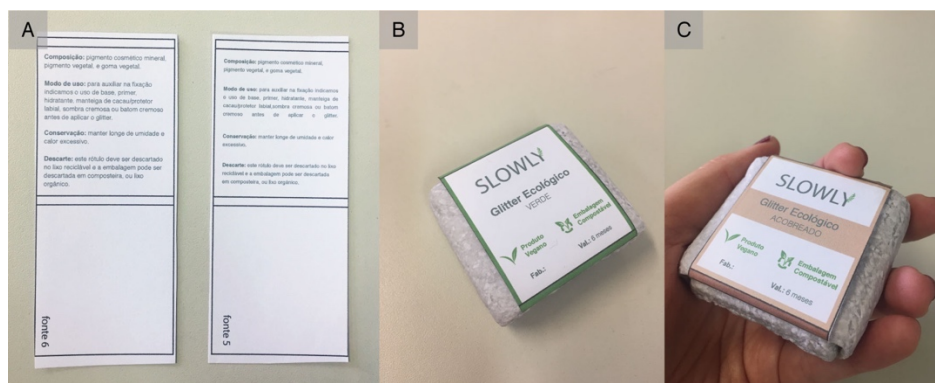 A
Composição: pigmento cosmético mineral,
pigmento vegetal, e goma vegetal.
Modo de uso: para auxiliar na fixação
indicamos o uso de base, primer,
hidratante, manteiga de cacau/protetor
labial, sombra cremosa ou batom cremoso
antes de aplicar o glitter.
Conservação: manter longe de umidade e
calor excessivo.
Descarte: este rótulo deve ser descartado
no lixo reciclável e a embalagem pode ser
descartada em composteira, ou lixo
orgânico.
fonte 6
Composição: pigmento cosmético mineral,
pigmento vegetal, e goma vegetal.
Modo de uso: para auxiliar na fixação indicamos
o uso de base, primer, hidratante, manteiga de
cacau/protetor labial,sombra cremosa ou batom
cremoso antes de aplicar o glitter.
Conservação: manter longe de umidade e calor
excessivo.
Descarte: este rótulo deve ser descartado no lixo
reciclável e a embalagem pode ser descartada
em composteira, ou lixo orgânico.
fonte 5
B
SLOWLY
Glitter Ecológico
VERDE
Produto
Vegano
Embalagem
Compostável
Fab.:
Val.: 6 meses
C
SLOWLY
Glitter Ecológico
ACOBREADO
Produto
Vegano
Embalagem
Compostável
Fab.:
Val.: 6 meses